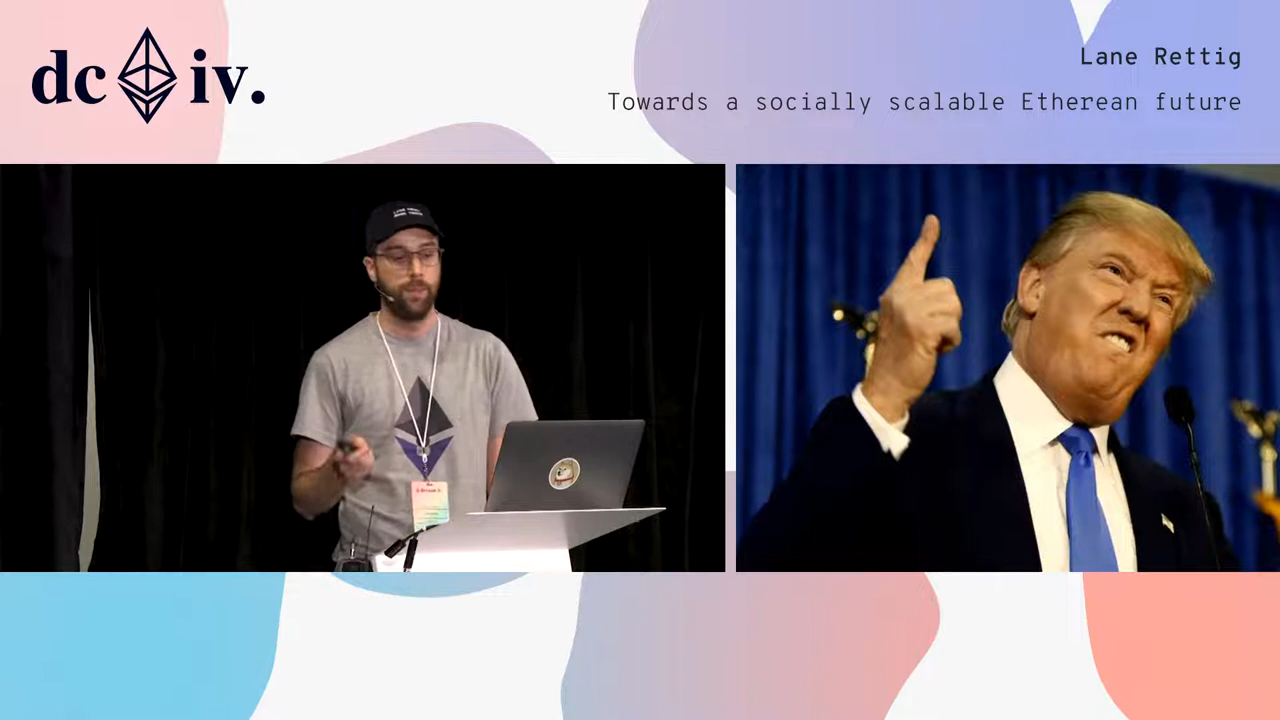 dc iv.
Lane Rettig
Towards a socially scalable Etherean future